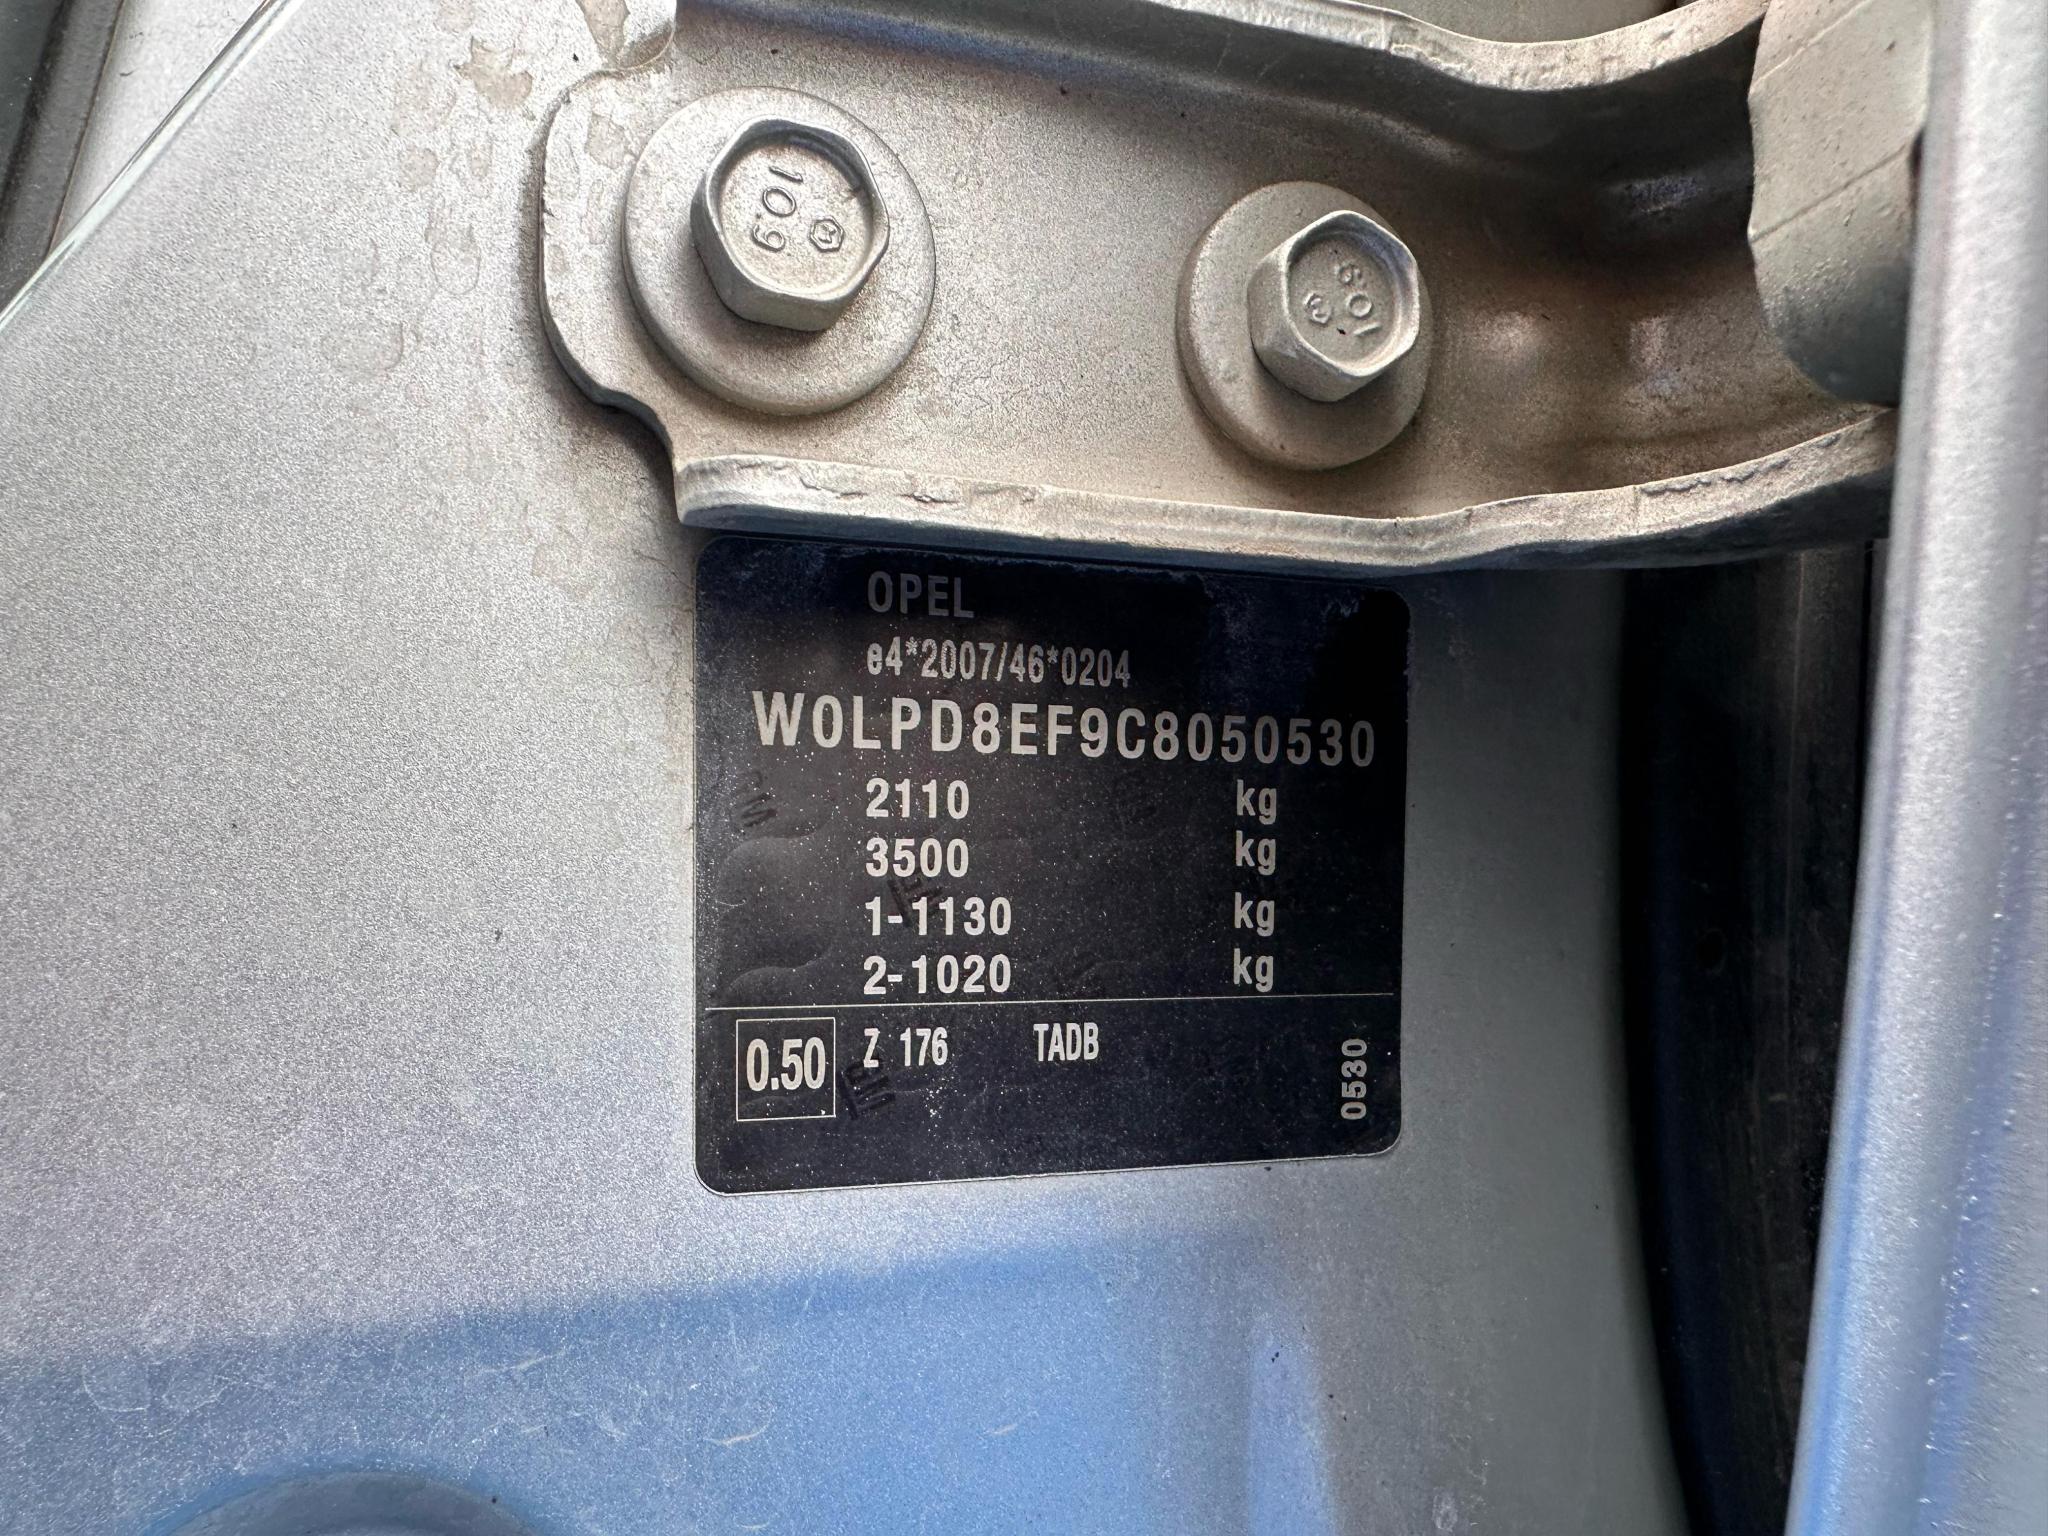 10.9
10.9
OPEL
e4*2007/46*0204
W0LPD8EF9C8050530
2110 kg
3500 kg
1-1130 kg
2-1020 kg
0.50 Z 176 TADB
0530